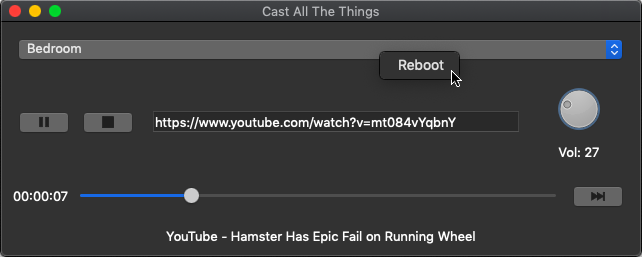 Cast All The Things
Bedroom
Reboot
https://www.youtube.com/watch?v=mt084vYqbnY
Vol: 27
00:00:07
YouTube - Hamster Has Epic Fail on Running Wheel